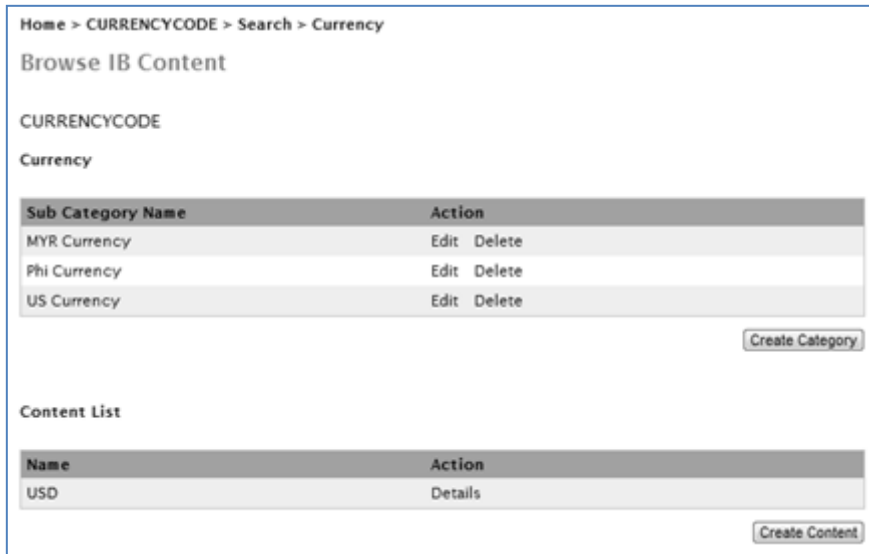 Home > CURRENCYCODE > Search > Currency
Browse IB Content
CURRENCYCODE
Currency
Sub Category Name Action
MYR Currency Edit Delete
Phi Currency Edit Delete
US Currency Edit Delete
Create Category
Content List
Name Action
USD Details
Create Content